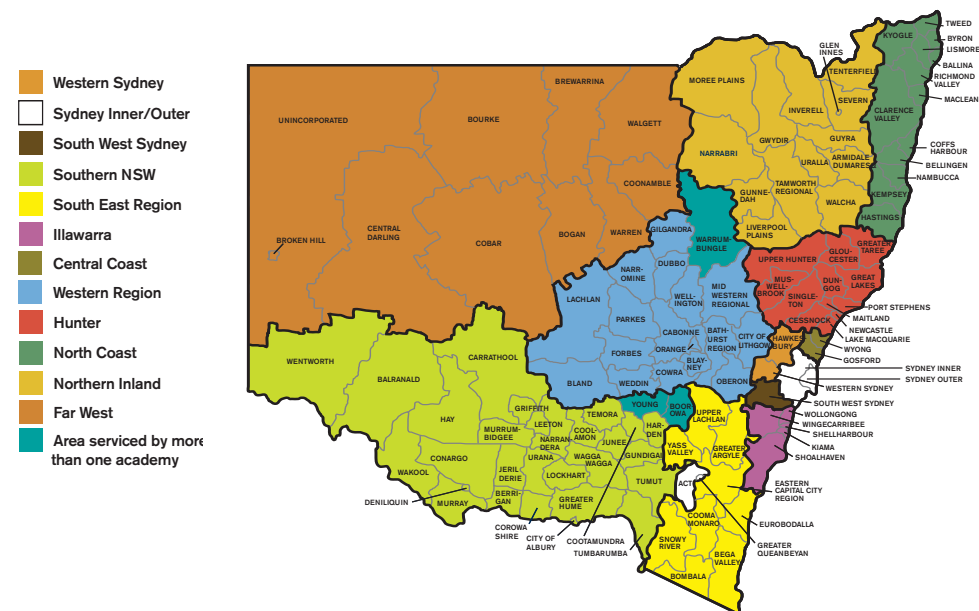 Western Sydney
Sydney Inner/Outer
South West Sydney
Southern NSW
South East Region
Illawarra
Central Coast
Western Region
Hunter
North Coast
Northern Inland
Far West
Area serviced by more
than one academy
UNINCORPORATED
BOURKE
BREWARRINA
WALGETT
COONAMBLE
BROKEN HILL
CENTRAL
DARLING
COBAR
BOGAN
WARREN
MOREE PLAINS
GLEN
INNES
TENTERFIELD
SEVERN
INVERELL
NARRABRI
GWYDIR
GUYRA
URALLA
ARMIDALE
DUMARESQ
GUNNE-
DAH
TAMWORTH
REGIONAL
WALCHA
LIVERPOOL
PLAINS
KYOGLE
TWEED
BYRON
LISMORE
BALLINA
RICHMOND
VALLEY
MACLEAN
CLARENCE
VALLEY
COFFS
HARBOUR
BELLINGEN
NAMBUCCA
KEMPSEY
HASTINGS
WARRUM-
BUNGLE
GILGANDRA
DUBBO
NARR-
OMINE
LACHLAN
WELL-
INGTON
MID
WESTERN
REGIONAL
PARKES
CABONNE
ORANGE
BATH-
URST
REGION
CITY OF
LITHGOW
FORBES
BLAY-
NEY
COWRA
BLAND
WEDDIN
OBERON
UPPER HUNTER
GLOU-
CESTER
GREATER
TAREE
MUS-
WELL-
BROOK
DUN-
GOG
GREAT
LAKES
SINGLE-
TON
CESSNOCK
PORT STEPHENS
MAITLAND
NEWCASTLE
LAKE MACQUARIE
WYONG
GOSFORD
HAWKES
BURY
SYDNEY INNER
SYDNEY OUTER
WESTERN SYDNEY
SOUTH WEST SYDNEY
WOLLONGONG
WINGECARRIBEE
SHELLHARBOUR
KIAMA
SHOALHAVEN
WENTWORTH
BALRANALD
CARRATHOOL
HAY
GRIFFITH
LEETON
MURRUM-
BIDGEE
NARRAN-
DERA
COOL-
AMON
TEMORA
JUNEE
YOUNG
BOOR
OWA
HAR-
DEN
CONARGO
URANA
WAGGA
WAGGA
GUNDIGAI
WAKOOL
JERIL
DERIE
LOCKHART
TUMUT
DENILIQUIN
MURRAY
BERRI-
GAN
GREATER
HUME
COROWA
SHIRE
CITY OF
ALBURY
COOTAMUNDRA
TUMBARUMBA
UPPER
LACHLAN
YASS
VALLEY
GREATER
ARGYLE
ACT
EASTERN
CAPITAL CITY
REGION
COOMA
MONARO
EUROBODALLA
GREATER
QUEANBEYAN
SNOWY
RIVER
BEGA
VALLEY
BOMBALA